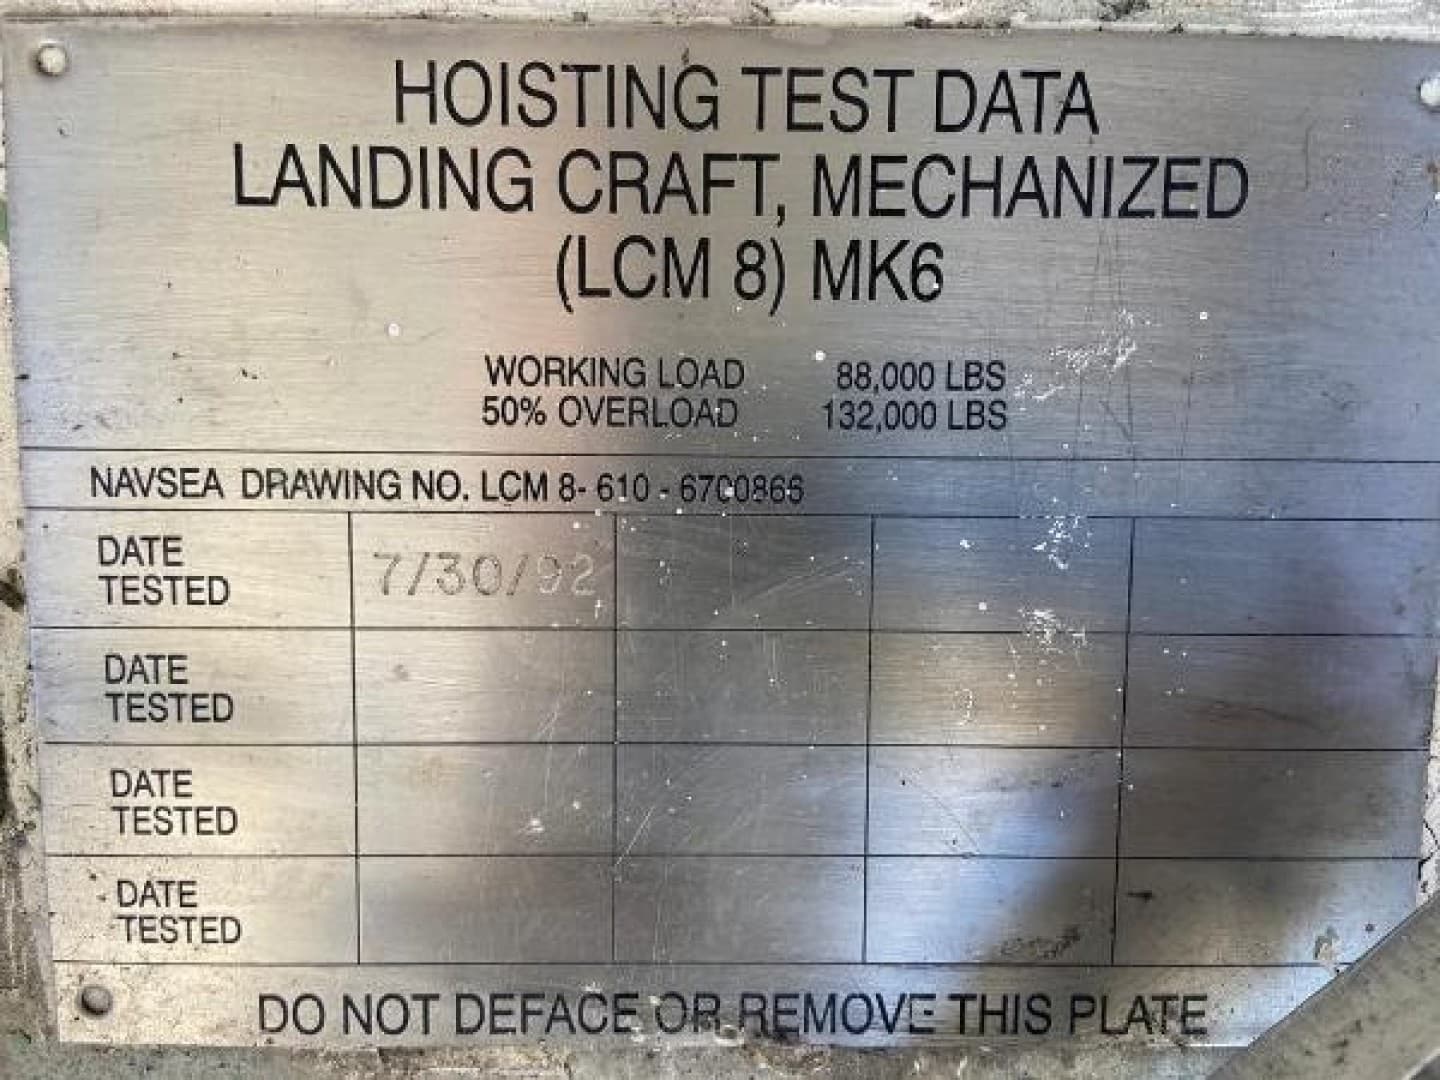 HOISTING TEST DATA
LANDING CRAFT, MECHANIZED
(LCM 8) MK6
WORKING LOAD 88,000 LBS
50% OVERLOAD 132,000 LBS
NAVSEA DRAWING NO. LCM 8- 610 - 6700866
DATE
TESTED
7/30/92
DATE
TESTED
DATE
TESTED
DATE
TESTED
DO NOT DEFACE OR REMOVE THIS PLATE